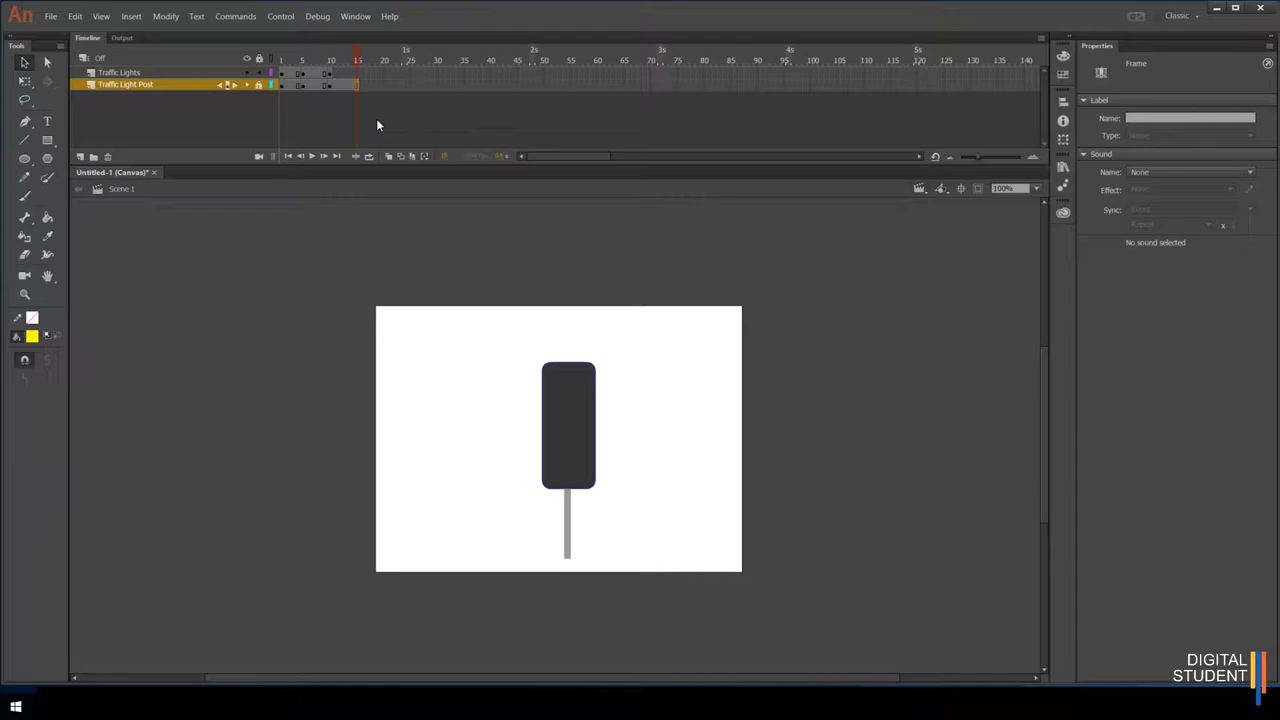 An File Edit View Insert Modify Text Commands Control Debug Window Help Classic
Tools Timeline Output Properties
1s 2s 3s 4s 5s
Off 1 5 10 15 20 25 30 35 40 45 50 55 60 65 70 75 80 85 90 95 100 105 110 115 120 125 130 135 140 Frame
Traffic Lights
Traffic Light Post
Label
Name:
Type:
Sound
Untitled-1 (Canvas)* × Name: None
Scene 1 100% Effect: None
Sync: Event
Repeat x 1
No sound selected
DIGITAL
STUDENT